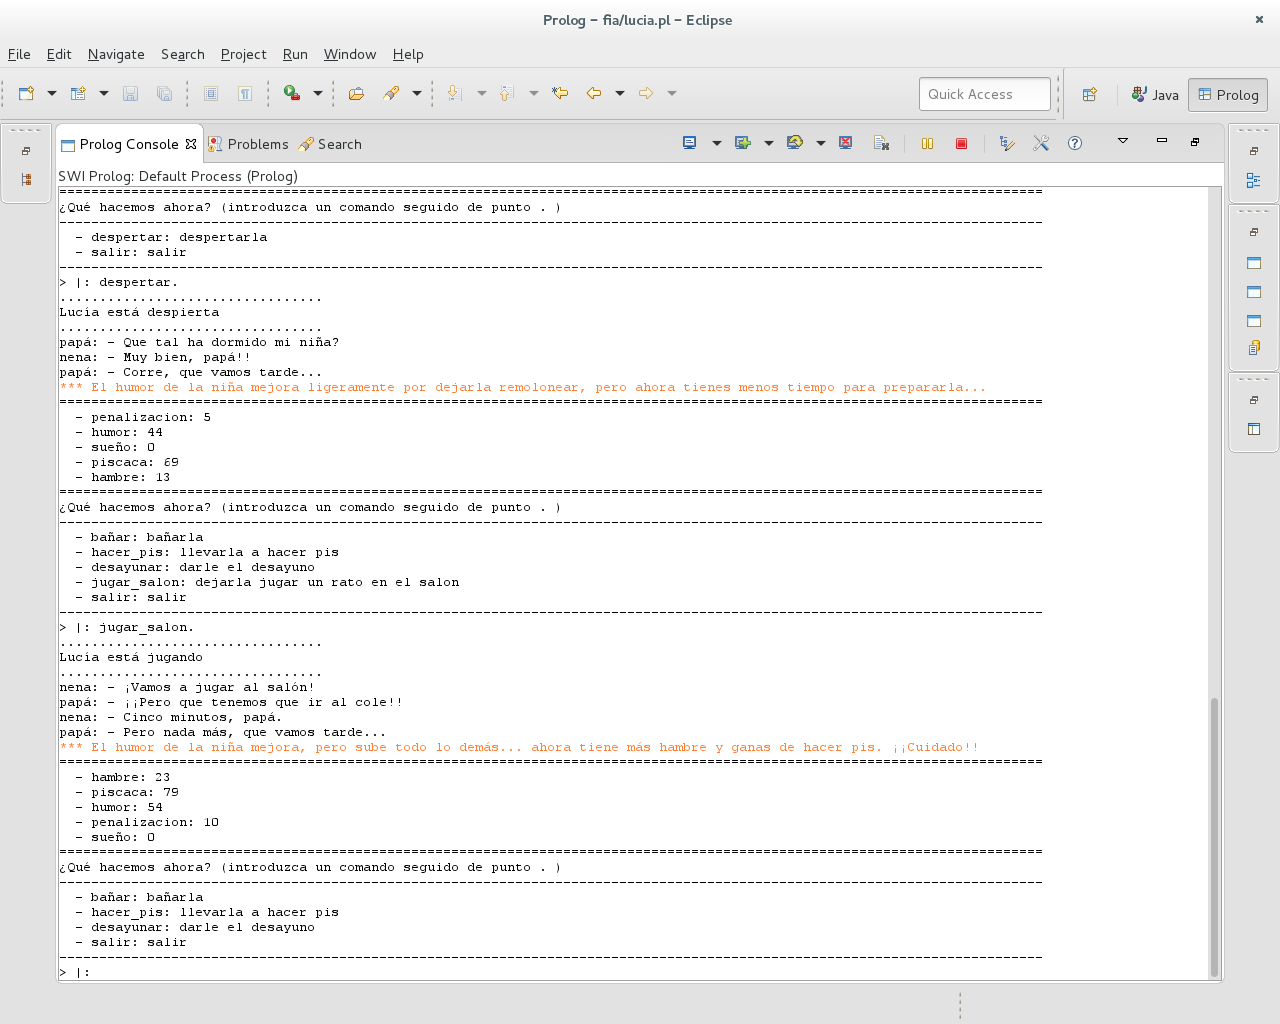 Prolog – fia/lucia.pl – Eclipse
File Edit Navigate Search Project Run Window Help
Quick Access
Java
Prolog
Prolog Console
Problems
Search
SWI Prolog: Default Process (Prolog)
===========================================================================================================================
¿Qué hacemos ahora? (introduzca un comando seguido de punto . )
---------------------------------------------------------------------------------------------------------------------------
- despertar: despertarla
- salir: salir
---------------------------------------------------------------------------------------------------------------------------
> |: despertar.
.................................
Lucía está despierta
.................................
papá: - Que tal ha dormido mi niña?
nena: - Muy bien, papá!!
papá: - Corre, que vamos tarde...
*** El humor de la niña mejora ligeramente por dejarla remolonear, pero ahora tienes menos tiempo para prepararla...
===========================================================================================================================
- penalizacion: 5
- humor: 44
- sueño: 0
- piscaca: 69
- hambre: 13
===========================================================================================================================
¿Qué hacemos ahora? (introduzca un comando seguido de punto . )
---------------------------------------------------------------------------------------------------------------------------
- bañar: bañarla
- hacer_pis: llevarla a hacer pis
- desayunar: darle el desayuno
- jugar_salon: dejarla jugar un rato en el salon
- salir: salir
---------------------------------------------------------------------------------------------------------------------------
> |: jugar_salon.
.................................
Lucía está jugando
.................................
nena: - ¡Vamos a jugar al salón!
papá: - ¡¡Pero que tenemos que ir al cole!!
nena: - Cinco minutos, papá.
papá: - Pero nada más, que vamos tarde...
*** El humor de la niña mejora, pero sube todo lo demás... ahora tiene más hambre y ganas de hacer pis. ¡¡Cuidado!!
===========================================================================================================================
- hambre: 23
- piscaca: 79
- humor: 54
- penalizacion: 10
- sueño: 0
===========================================================================================================================
¿Qué hacemos ahora? (introduzca un comando seguido de punto . )
---------------------------------------------------------------------------------------------------------------------------
- bañar: bañarla
- hacer_pis: llevarla a hacer pis
- desayunar: darle el desayuno
- salir: salir
---------------------------------------------------------------------------------------------------------------------------
> |: